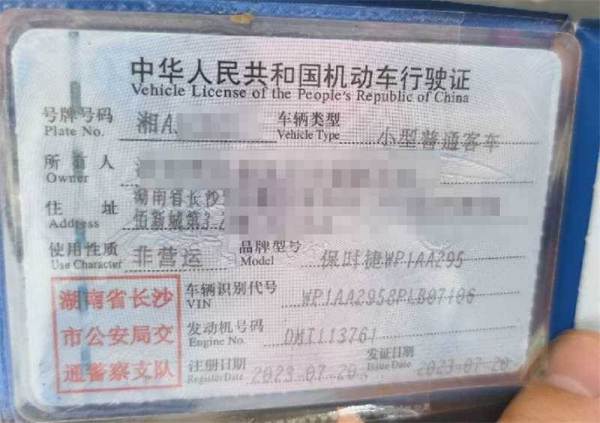 中华人民共和国机动车行驶证
Vehicle License of the People's Republic of China
号牌号码 湘A 车辆类型 小型普通客车
Plate No. Vehicle Type
所有人
Owner
住址 湖南省长沙
Address 第3
使用性质 非营运 品牌型号 保时捷WP1AA295
Use Character Model
湖南省长沙 车辆识别代号 WP1AA2958PLB07106
市公安局交 VIN
通警察支队 发动机号码 DMT113761
Engine No.
注册日期 2023-07-20 发证日期 2023-07-20
Register Date Issue Date